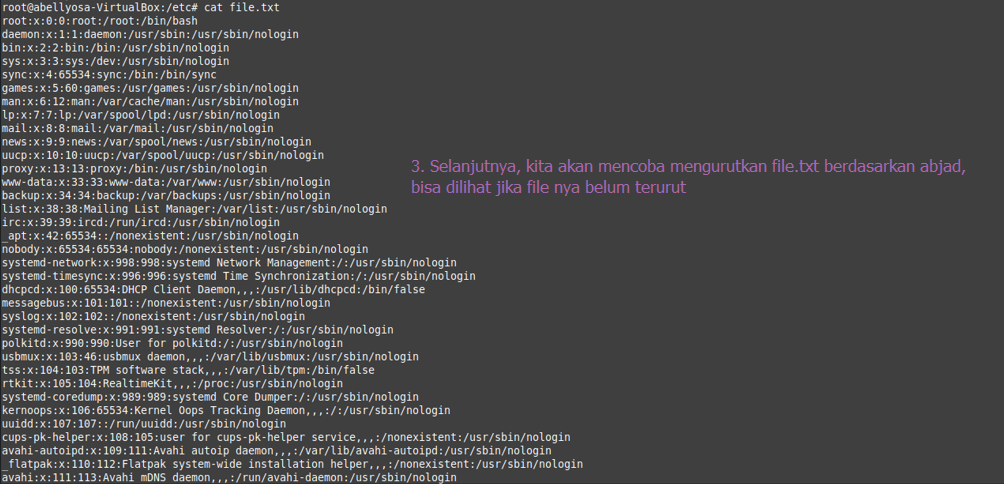 root@abellyosa-VirtualBox:/etc# cat file.txt
root:x:0:0:root:/root:/bin/bash
daemon:x:1:1:daemon:/usr/sbin:/usr/sbin/nologin
bin:x:2:2:bin:/bin:/usr/sbin/nologin
sys:x:3:3:sys:/dev:/usr/sbin/nologin
sync:x:4:65534:sync:/bin:/bin/sync
games:x:5:60:games:/usr/games:/usr/sbin/nologin
man:x:6:12:man:/var/cache/man:/usr/sbin/nologin
lp:x:7:7:lp:/var/spool/lpd:/usr/sbin/nologin
mail:x:8:8:mail:/var/mail:/usr/sbin/nologin
news:x:9:9:news:/var/spool/news:/usr/sbin/nologin
uucp:x:10:10:uucp:/var/spool/uucp:/usr/sbin/nologin
proxy:x:13:13:proxy:/bin:/usr/sbin/nologin
www-data:x:33:33:www-data:/var/www:/usr/sbin/nologin
backup:x:34:34:backup:/var/backups:/usr/sbin/nologin
list:x:38:38:Mailing List Manager:/var/list:/usr/sbin/nologin
irc:x:39:39:ircd:/run/ircd:/usr/sbin/nologin
_apt:x:42:65534::/nonexistent:/usr/sbin/nologin
nobody:x:65534:65534:nobody:/nonexistent:/usr/sbin/nologin
systemd-network:x:998:998:systemd Network Management:/:/usr/sbin/nologin
systemd-timesync:x:996:996:systemd Time Synchronization:/:/usr/sbin/nologin
dhcpcd:x:100:65534:DHCP Client Daemon,,,:/usr/lib/dhcpcd:/bin/false
messagebus:x:101:101::/nonexistent:/usr/sbin/nologin
syslog:x:102:102::/nonexistent:/usr/sbin/nologin
systemd-resolve:x:991:991:systemd Resolver:/:/usr/sbin/nologin
polkitd:x:990:990:User for polkitd:/:/usr/sbin/nologin
usbmux:x:103:46:usbmux daemon,,,:/var/lib/usbmux:/usr/sbin/nologin
tss:x:104:103:TPM software stack,,,:/var/lib/tpm:/bin/false
rtkit:x:105:104:RealtimeKit,,,:/proc:/usr/sbin/nologin
systemd-coredump:x:989:989:systemd Core Dumper:/:/usr/sbin/nologin
kernoops:x:106:65534:Kernel Oops Tracking Daemon,,,:/:/usr/sbin/nologin
uuidd:x:107:107::/run/uuidd:/usr/sbin/nologin
cups-pk-helper:x:108:105:user for cups-pk-helper service,,,:/nonexistent:/usr/sbin/nologin
avahi-autoipd:x:109:111:Avahi autoip daemon,,,:/var/lib/avahi-autoipd:/usr/sbin/nologin
_flatpak:x:110:112:Flatpak system-wide installation helper,,,:/nonexistent:/usr/sbin/nologin
avahi:x:111:113:Avahi mDNS daemon,,,:/run/avahi-daemon:/usr/sbin/nologin
3. Selanjutnya, kita akan mencoba mengurutkan file.txt berdasarkan abjad,
bisa dilihat jika file nya belum terurut